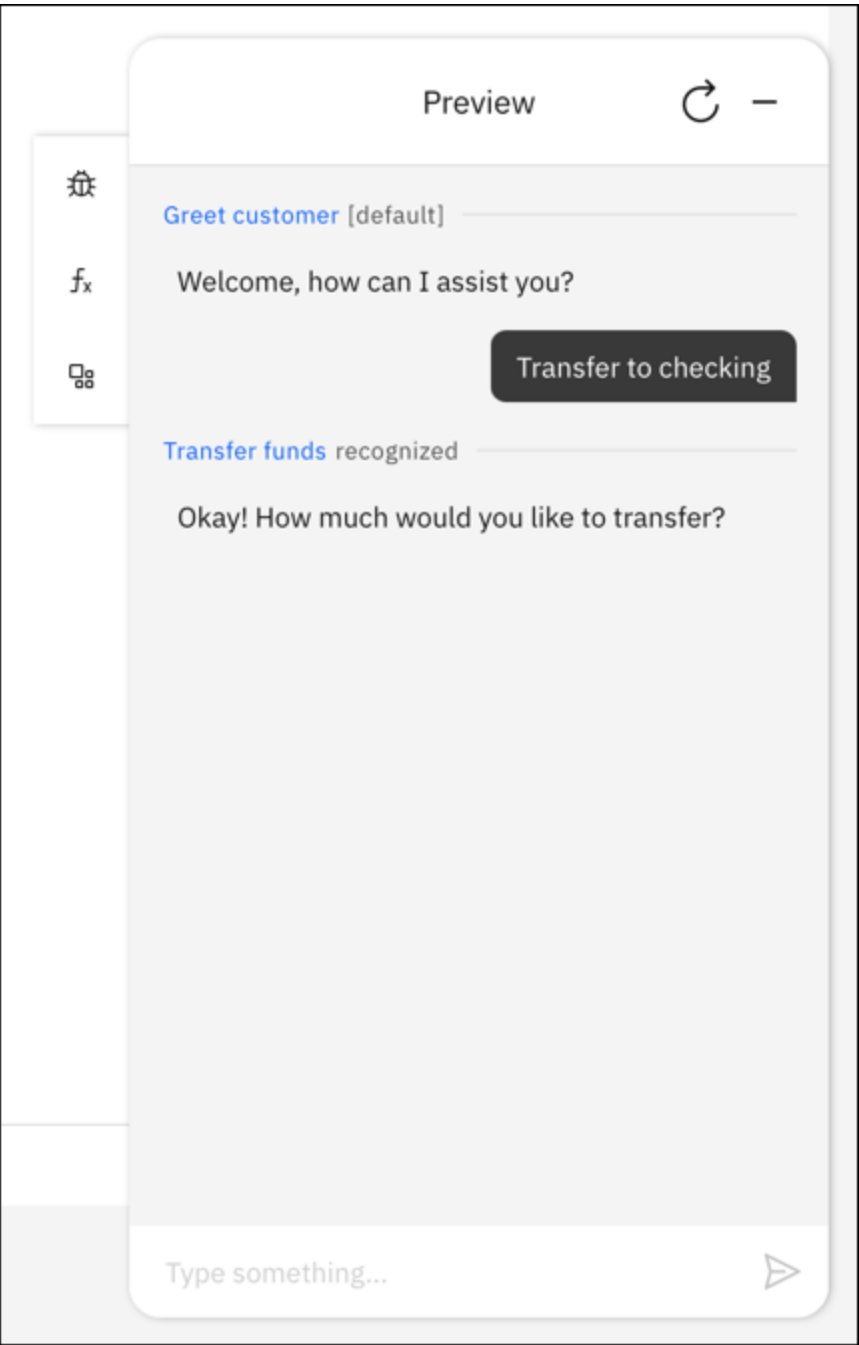 Preview
Greet customer [default]
fx
Welcome, how can I assist you?
Transfer to checking
Transfer funds recognized
Okay! How much would you like to transfer?
Type something...